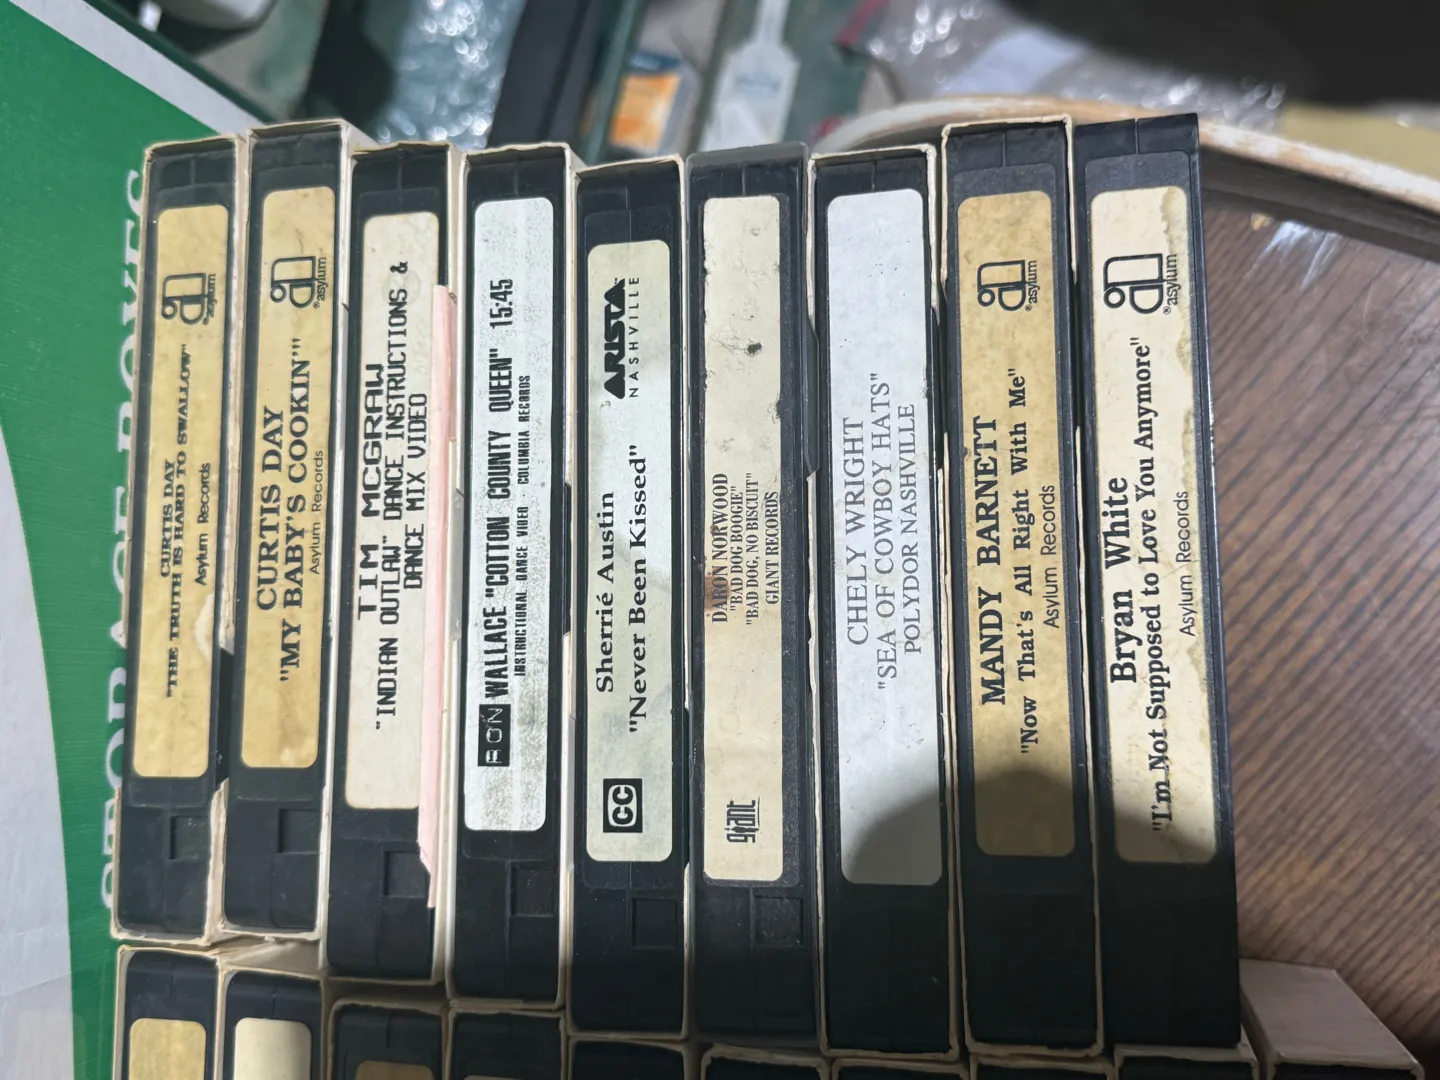 STORAGE BOXES
asylum
CURTIS DAY
"THE TRUTH IS HARD TO SWALLOW"
Asylum Records
®asylum
CURTIS DAY
"MY BABY'S COOKIN'"
Asylum Records
TIM MCGRAW
"INDIAN OUTLAW" DANCE INSTRUCTIONS &
DANCE MIX VIDEO
RON WALLACE "COTTON COUNTY QUEEN" 15:45
INSTRUCTIONAL DANCE VIDEO · COLUMBIA RECORDS
ARISTA
NASHVILLE
Sherrié Austin
"Never Been Kissed"
CC
DARON NORWOOD
"BAD DOG BOOGIE"
"BAD DOG, NO BISCUIT"
GIANT RECORDS
giant
CHELY WRIGHT
"SEA OF COWBOY HATS"
POLYDOR NASHVILLE
®asylum
MANDY BARNETT
"Now That's All Right With Me"
Asylum Records
®asylum
Bryan White
"I'm Not Supposed to Love You Anymore"
Asylum Records